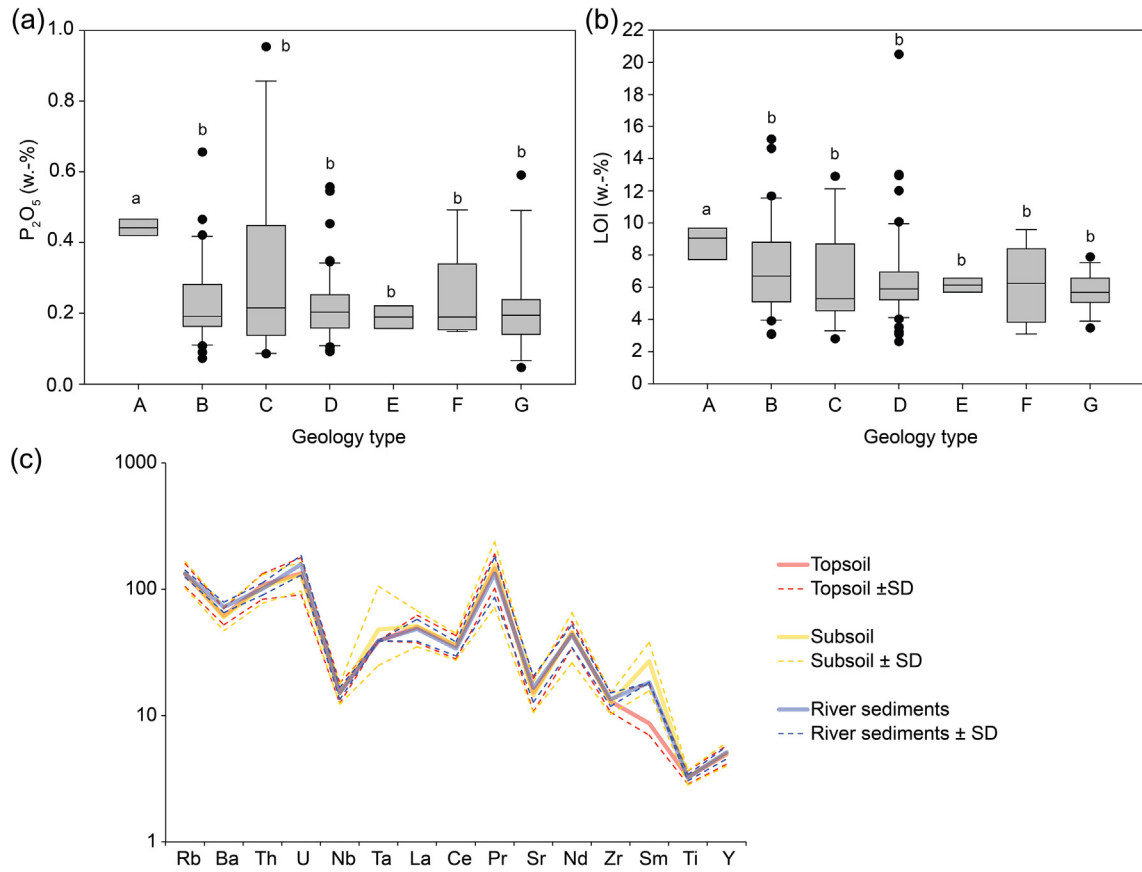 (a)
1.0
0.8
0.6
0.4
0.2
0.0
P2O5 (w.-%)
a
b
b
b
b
b
b
A B C D E F G
Geology type
(b)
22
20
18
16
14
12
10
8
6
4
2
0
LOI (w.-%)
a
b
b
b
b
b
b
A B C D E F G
Geology type
(c)
1000
100
10
1
Rb Ba Th U Nb Ta La Ce Pr Sr Nd Zr Sm Ti Y
Topsoil
Topsoil ±SD
Subsoil
Subsoil ± SD
River sediments
River sediments ± SD